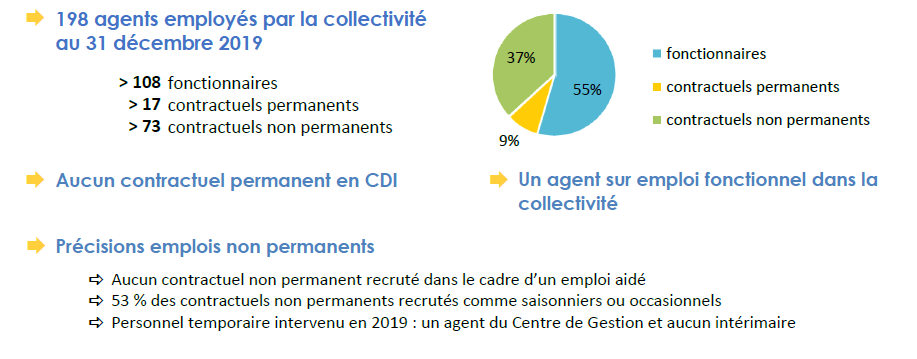 198 agents employés par la collectivité
au 31 décembre 2019
> 108 fonctionnaires
> 17 contractuels permanents
> 73 contractuels non permanents
37%
55%
9%
fonctionnaires
contractuels permanents
contractuels non permanents
Aucun contractuel permanent en CDI
Un agent sur emploi fonctionnel dans la
collectivité
Précisions emplois non permanents
⇨ Aucun contractuel non permanent recruté dans le cadre d’un emploi aidé
⇨ 53 % des contractuels non permanents recrutés comme saisonniers ou occasionnels
⇨ Personnel temporaire intervenu en 2019 : un agent du Centre de Gestion et aucun intérimaire